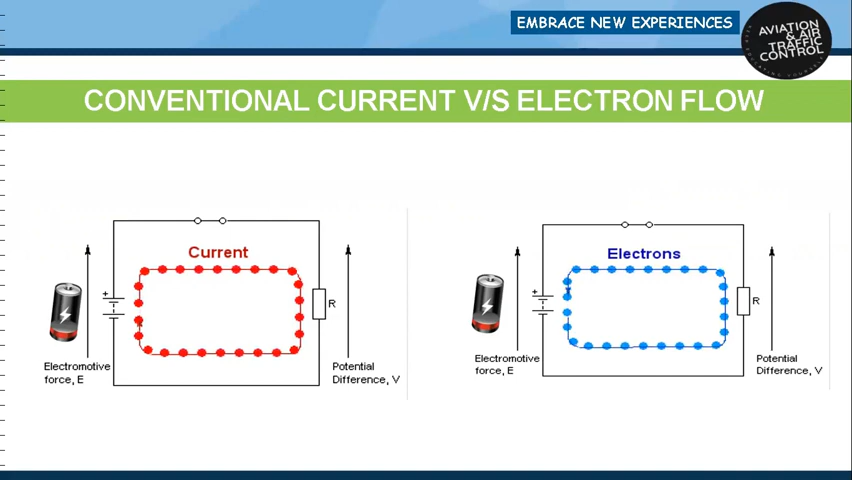 EMBRACE NEW EXPERIENCES
AVIATION
& AIR
TRAFFIC
CONTROL
CONVENTIONAL CURRENT V/S ELECTRON FLOW
Current
+
R
Electromotive
force, E
Potential
Difference, V
Electrons
+
R
Electromotive
force, E
Potential
Difference, V